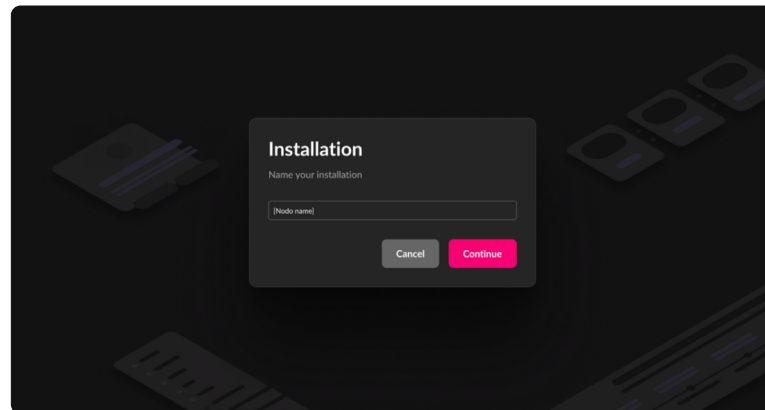 Installation
Name your installation
[Nodo name]
Cancel
Continue